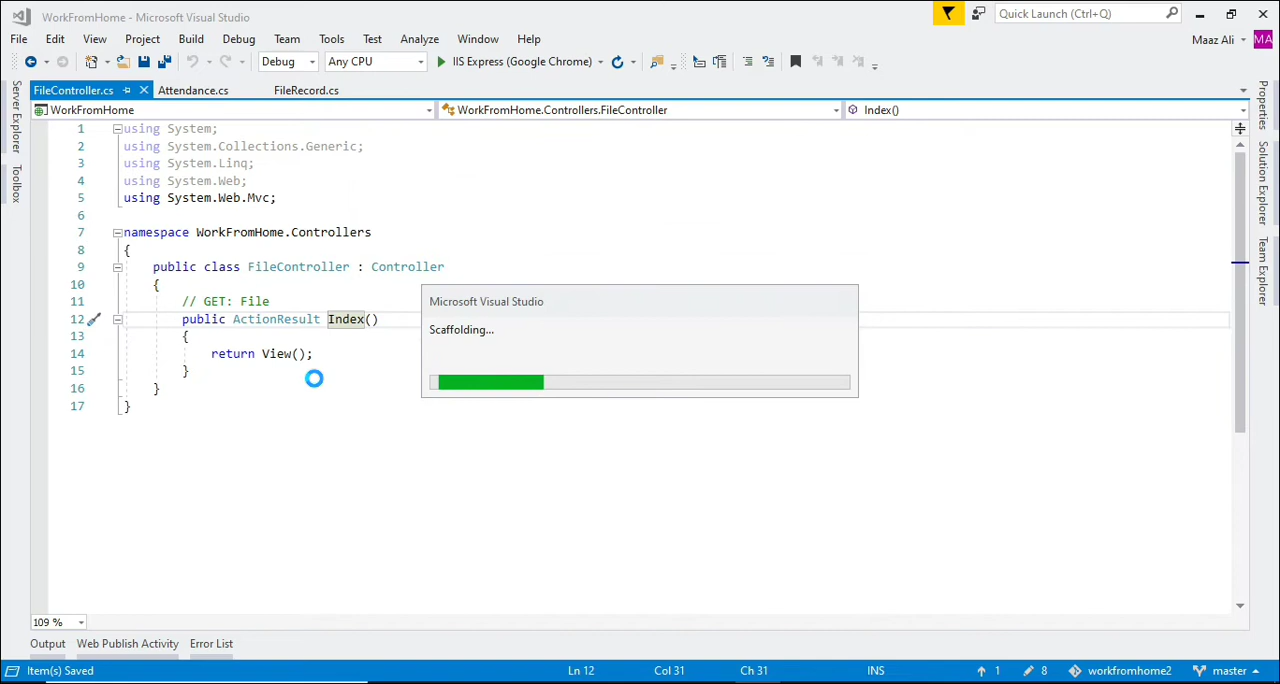 WorkFromHome - Microsoft Visual Studio
Quick Launch (Ctrl+Q)
File Edit View Project Build Debug Team Tools Test Analyze Window Help
Maaz Ali MA
Debug Any CPU IIS Express (Google Chrome)
FileController.cs Attendance.cs FileRecord.cs
WorkFromHome WorkFromHome.Controllers.FileController Index()
Server Explorer
Toolbox
Properties
Solution Explorer
Team Explorer
1 using System;
2 using System.Collections.Generic;
3 using System.Linq;
4 using System.Web;
5 using System.Web.Mvc;
6
7 namespace WorkFromHome.Controllers
8 {
9 public class FileController : Controller
10 {
11 // GET: File
12 public ActionResult Index()
13 {
14 return View();
15 }
16 }
17 }
Microsoft Visual Studio
Scaffolding...
109 %
Output Web Publish Activity Error List
Item(s) Saved Ln 12 Col 31 Ch 31 INS 1 8 workfromhome2 master